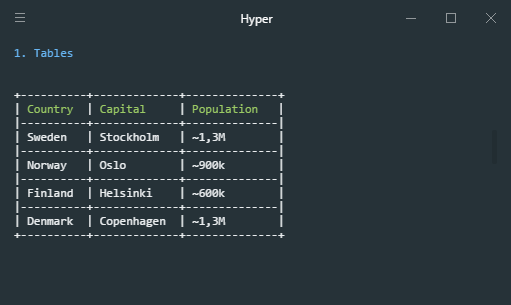 Hyper
1. Tables
+----------+-------------+--------------+
| Country  | Capital     | Population   |
|----------+-------------+--------------|
| Sweden   | Stockholm   | ~1,3M        |
|----------+-------------+--------------|
| Norway   | Oslo        | ~900k        |
|----------+-------------+--------------|
| Finland  | Helsinki    | ~600k        |
|----------+-------------+--------------|
| Denmark  | Copenhagen  | ~1,3M        |
+----------+-------------+--------------+